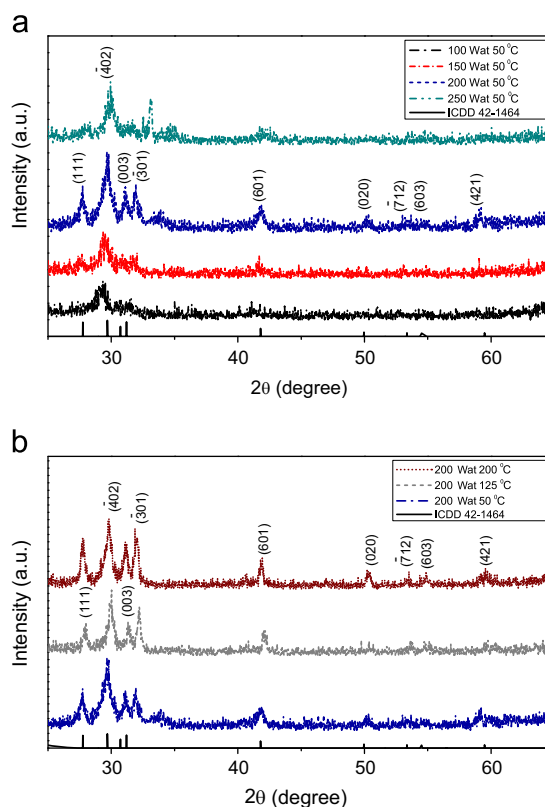 a
100 Wat 50 °C
150 Wat 50 °C
200 Wat 50 °C
250 Wat 50 °C
ICDD 42-1464
(4̄02)
(111)
(003)
(3̄01)
(601)
(020)
(7̄12)
(603)
(421)
Intensity (a.u.)
30 40 50 60
2θ (degree)
b
200 Wat 200 °C
200 Wat 125 °C
200 Wat 50 °C
ICDD 42-1464
(4̄02)
(3̄01)
(111)
(003)
(601)
(020)
(7̄12)
(603)
(421)
Intensity (a.u.)
30 40 50 60
2θ (degree)